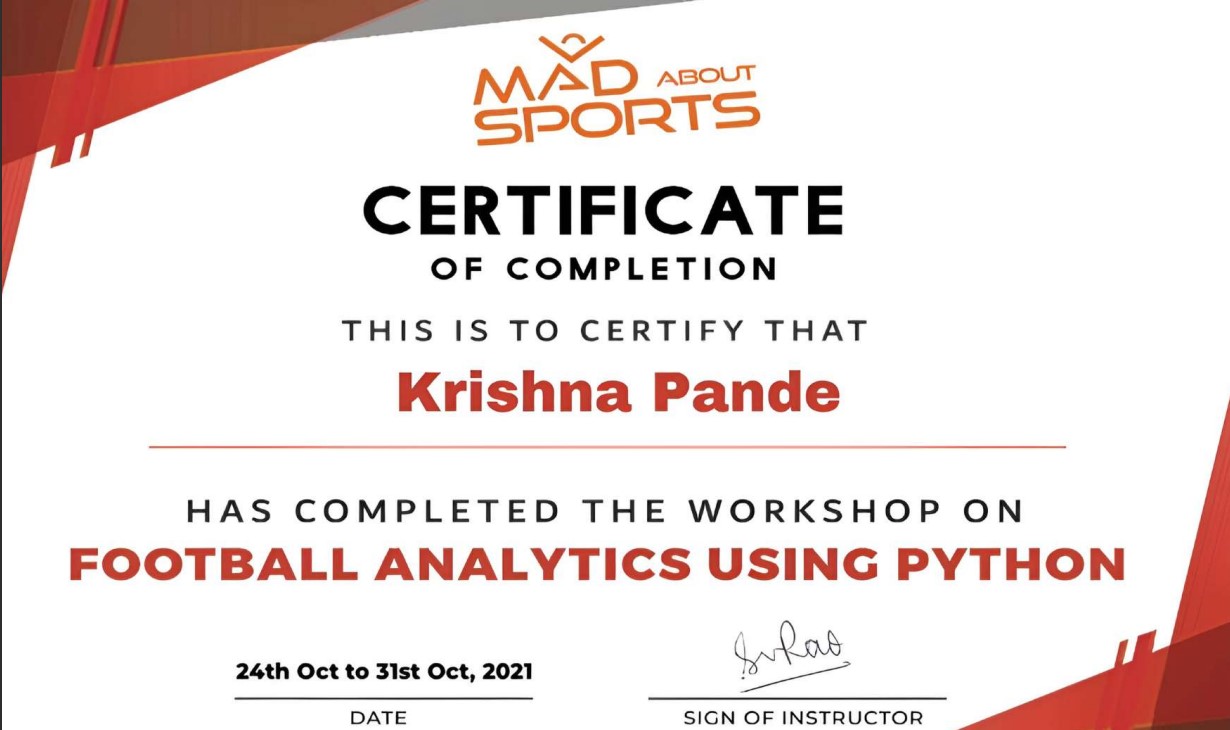 MAD ABOUT
SPORTS
CERTIFICATE
OF COMPLETION
THIS IS TO CERTIFY THAT
Krishna Pande
HAS COMPLETED THE WORKSHOP ON
FOOTBALL ANALYTICS USING PYTHON
24th Oct to 31st Oct, 2021
DATE
SIGN OF INSTRUCTOR